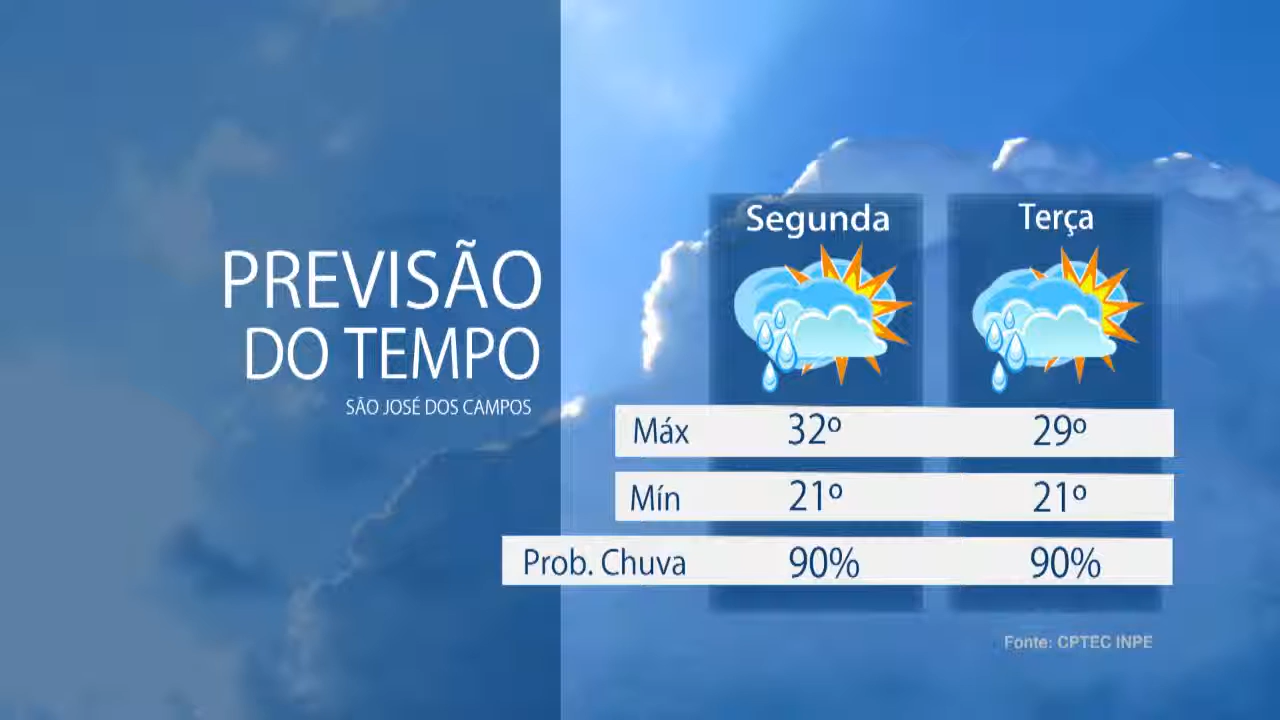 PREVISÃO
DO TEMPO
SÃO JOSÉ DOS CAMPOS
Segunda Terça
Máx 32º 29º
Mín 21º 21º
Prob. Chuva 90% 90%
Fonte: CPTEC INPE